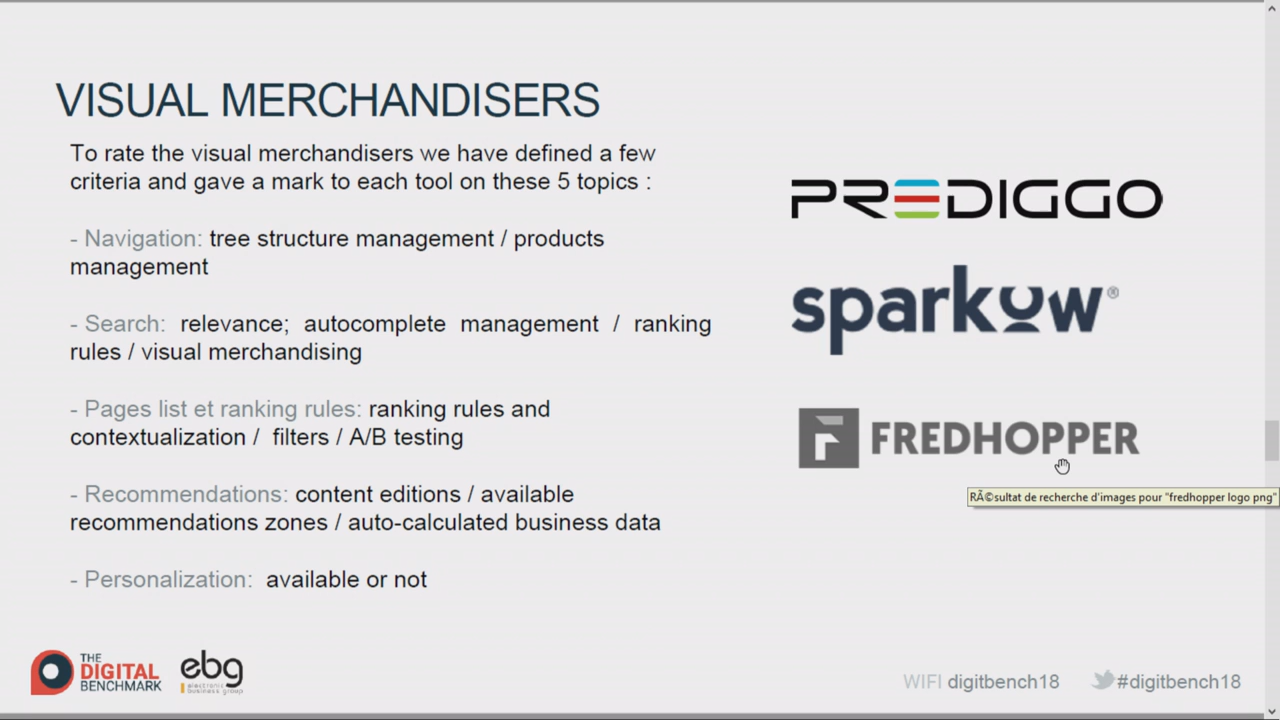 VISUAL MERCHANDISERS
To rate the visual merchandisers we have defined a few
criteria and gave a mark to each tool on these 5 topics :
- Navigation: tree structure management / products
management
- Search: relevance; autocomplete management / ranking
rules / visual merchandising
- Pages list et ranking rules: ranking rules and
contextualization / filters / A/B testing
- Recommendations: content editions / available
recommendations zones / auto-calculated business data
- Personalization: available or not
PREDIGGO
sparkow®
FREDHOPPER
RÃ©sultat de recherche d'images pour "fredhopper logo png"
THE
DIGITAL
BENCHMARK
ebg
electronic
business group
WIFI digitbench18
#digitbench18